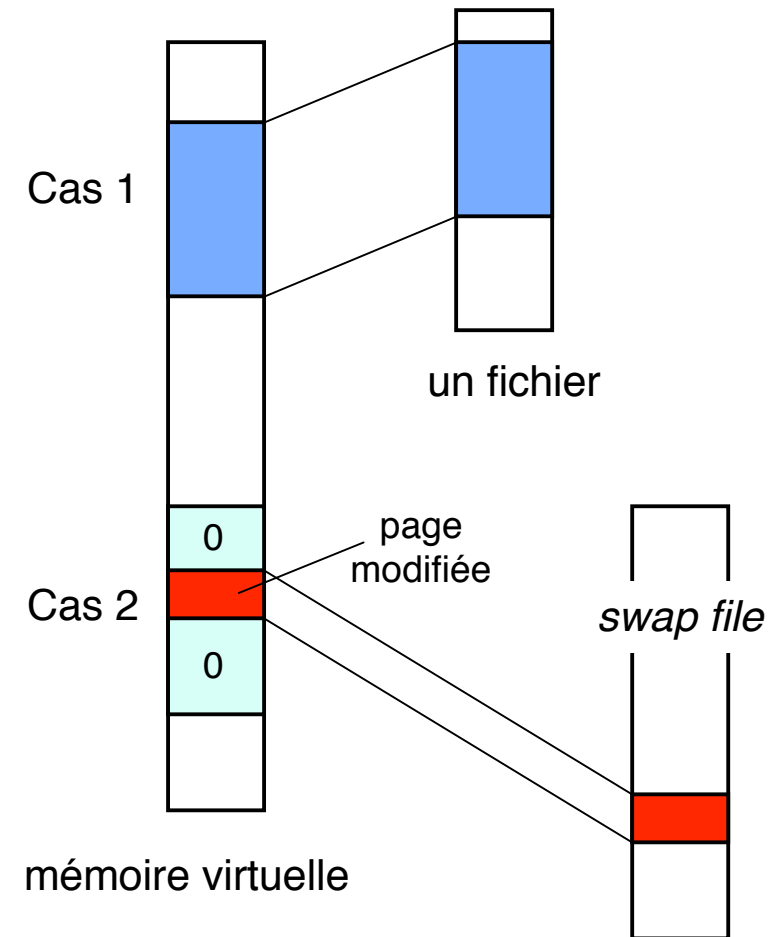 Cas 1
un fichier
0
page
modifiée
Cas 2
swap file
0
mémoire virtuelle